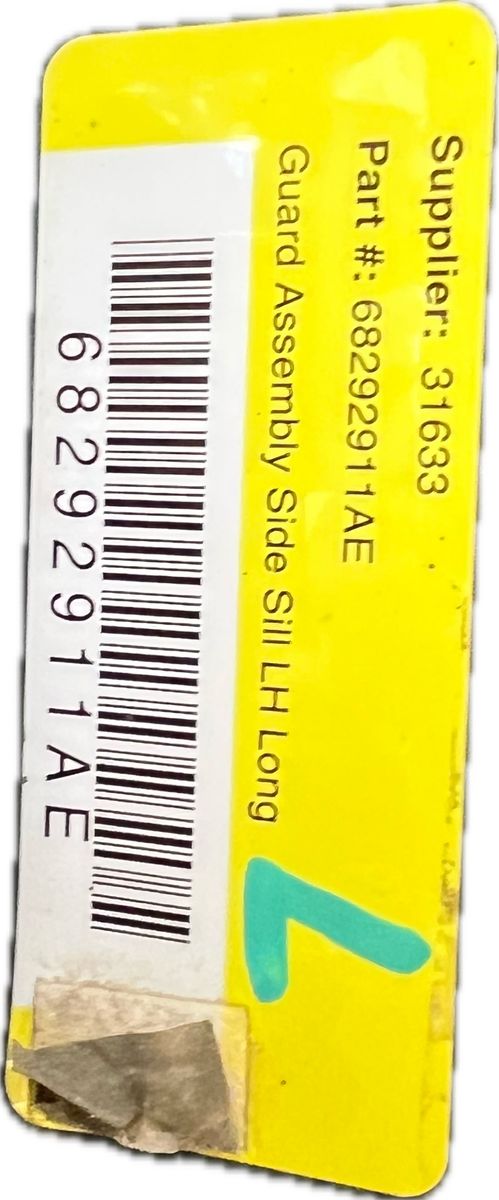 Supplier: 31633
Part #: 68292911AE
Guard Assembly Side Sill LH Long
L
68292911AE